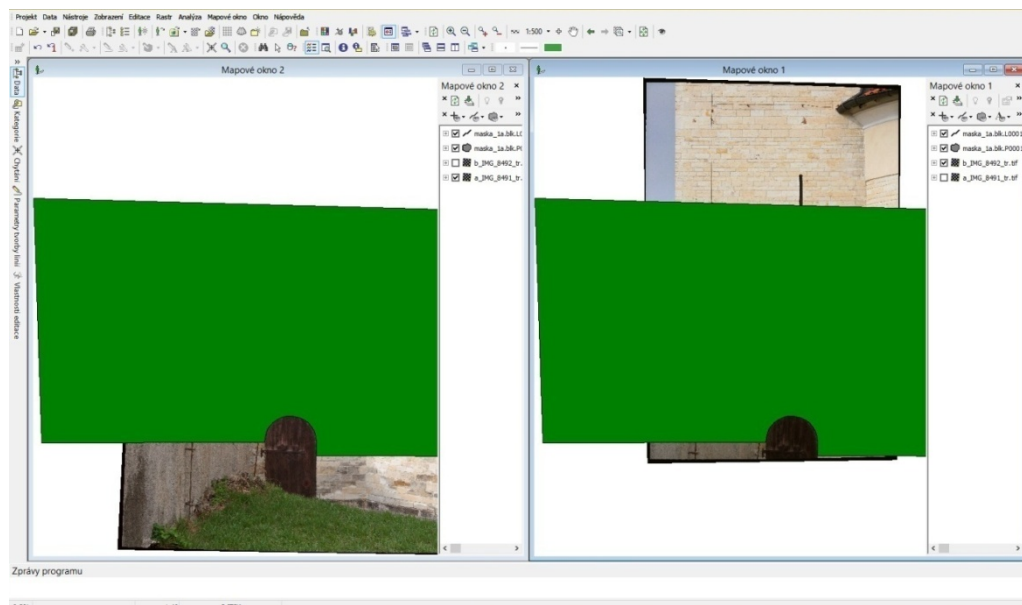 Projekt Data Nástroje Zobrazení Editace Rastr Analýza Mapové okno Okno Nápověda
1:500
Mapové okno 2
Mapové okno 1
Data
Kategorie
Chytání
Parametry tvorby linií
Vlastnosti editace
Mapové okno 2
maska_1a.blk.L0
maska_1a.blk.P(
b_IMG_8492_tr.
a_IMG_8491_tr.
Mapové okno 1
maska_1a.blk.L0001
maska_1a.blk.P0001
b_IMG_8492_tr.tif
a_IMG_8491_tr.tif
Zprávy programu